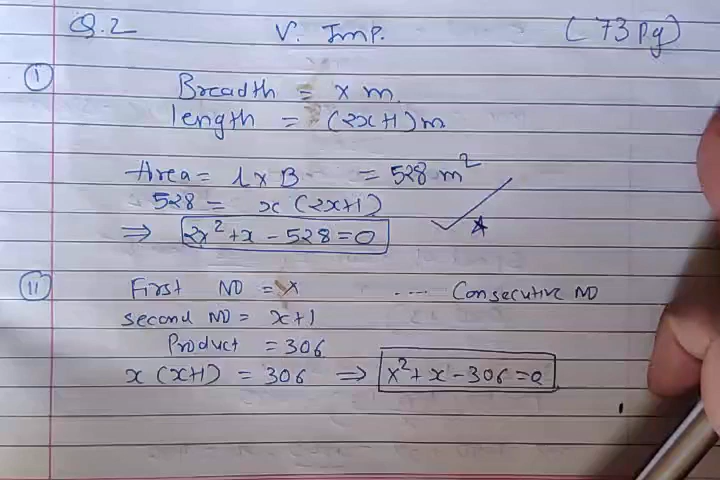 Q.2 V. Imp. (73 Pg)
(i)
Breadth = x m.
length = (2x+1) m
Area = l x B = 528 m²
528 = x (2x+1)
⇒ 2x² + x - 528 = 0
(ii) First NO = x .... Consecutive NO
second NO = x+1
Product = 306
x (x+1) = 306 ⇒ x² + x - 306 = 0